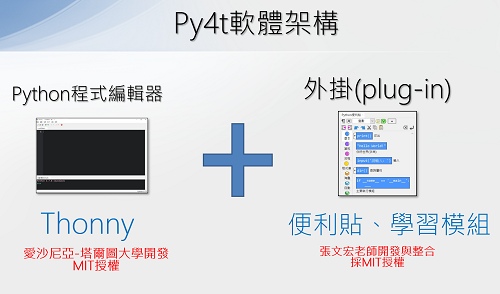 Py4t軟體架構
Python程式編輯器
外掛(plug-in)
print()
"hello world"
Thonny
便利貼、學習模組
愛沙尼亞-塔爾圖大學開發
MIT授權
張文宏老師開發與整合
採MIT授權